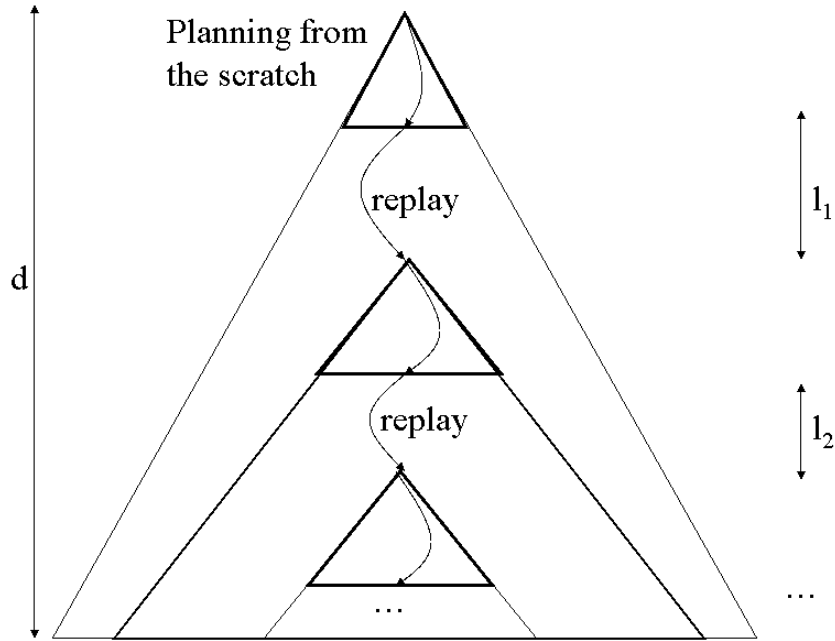 Planning from
the scratch
replay
l₁
d
replay
l₂
...
...